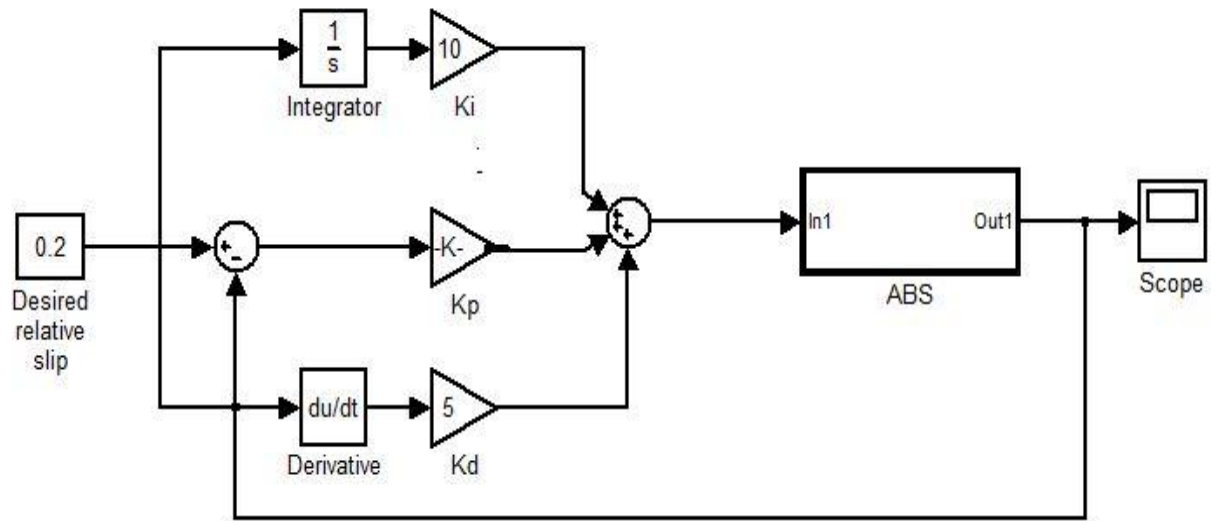 1
s
Integrator
10
Ki
0.2
Desired
relative
slip
+
-
-K-
Kp
+
+
+
In1
Out1
ABS
Scope
du/dt
Derivative
5
Kd